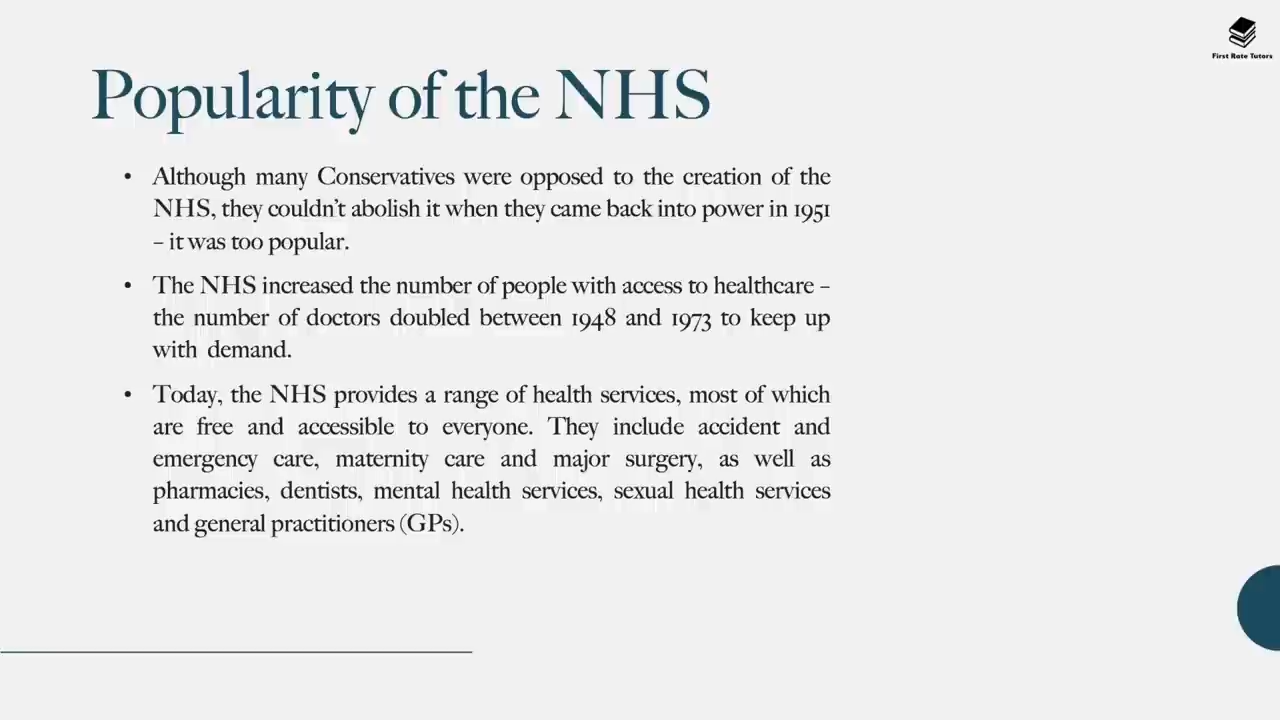 First Rate Tutors
Popularity of the NHS
• Although many Conservatives were opposed to the creation of the
NHS, they couldn't abolish it when they came back into power in 1951
– it was too popular.
• The NHS increased the number of people with access to healthcare –
the number of doctors doubled between 1948 and 1973 to keep up
with demand.
• Today, the NHS provides a range of health services, most of which
are free and accessible to everyone. They include accident and
emergency care, maternity care and major surgery, as well as
pharmacies, dentists, mental health services, sexual health services
and general practitioners (GPs).